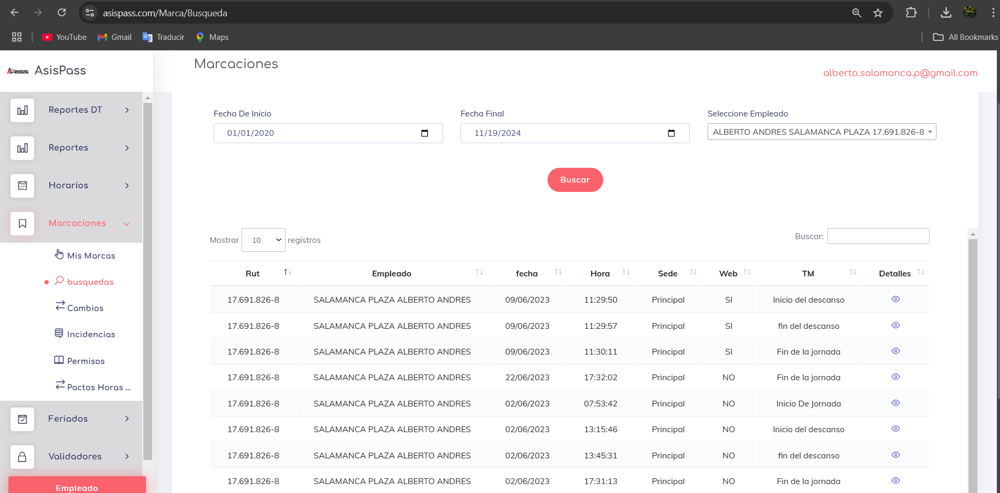 asispass.com/Marca/Busqueda
YouTube Gmail Traducir Maps All Bookmarks
APASS AsisPass
Marcaciones
alberto.salamanca.p@gmail.com
Reportes DT
Reportes
Horarios
Marcaciones
Mis Marcas
busquedas
Cambios
Incidencias
Permisos
Pactos Horas ...
Feriados
Validadores
Empleado
Fecha De Inicio Fecha Final Seleccione Empleado
01/01/2020 11/19/2024 ALBERTO ANDRES SALAMANCA PLAZA 17.691.826-8
Buscar
Mostrar 10 registros Buscar:
Rut Empleado fecha Hora Sede Web TM Detalles
17.691.826-8 SALAMANCA PLAZA ALBERTO ANDRES 09/06/2023 11:29:50 Principal SI Inicio del descanso
17.691.826-8 SALAMANCA PLAZA ALBERTO ANDRES 09/06/2023 11:29:57 Principal SI fin del descanso
17.691.826-8 SALAMANCA PLAZA ALBERTO ANDRES 09/06/2023 11:30:11 Principal SI Fin de la jornada
17.691.826-8 SALAMANCA PLAZA ALBERTO ANDRES 22/06/2023 17:32:02 Principal NO Fin de la jornada
17.691.826-8 SALAMANCA PLAZA ALBERTO ANDRES 02/06/2023 07:53:42 Principal NO Inicio De Jornada
17.691.826-8 SALAMANCA PLAZA ALBERTO ANDRES 02/06/2023 13:15:46 Principal NO Inicio del descanso
17.691.826-8 SALAMANCA PLAZA ALBERTO ANDRES 02/06/2023 13:45:31 Principal NO fin del descanso
17.691.826-8 SALAMANCA PLAZA ALBERTO ANDRES 02/06/2023 17:31:13 Principal NO Fin de la jornada